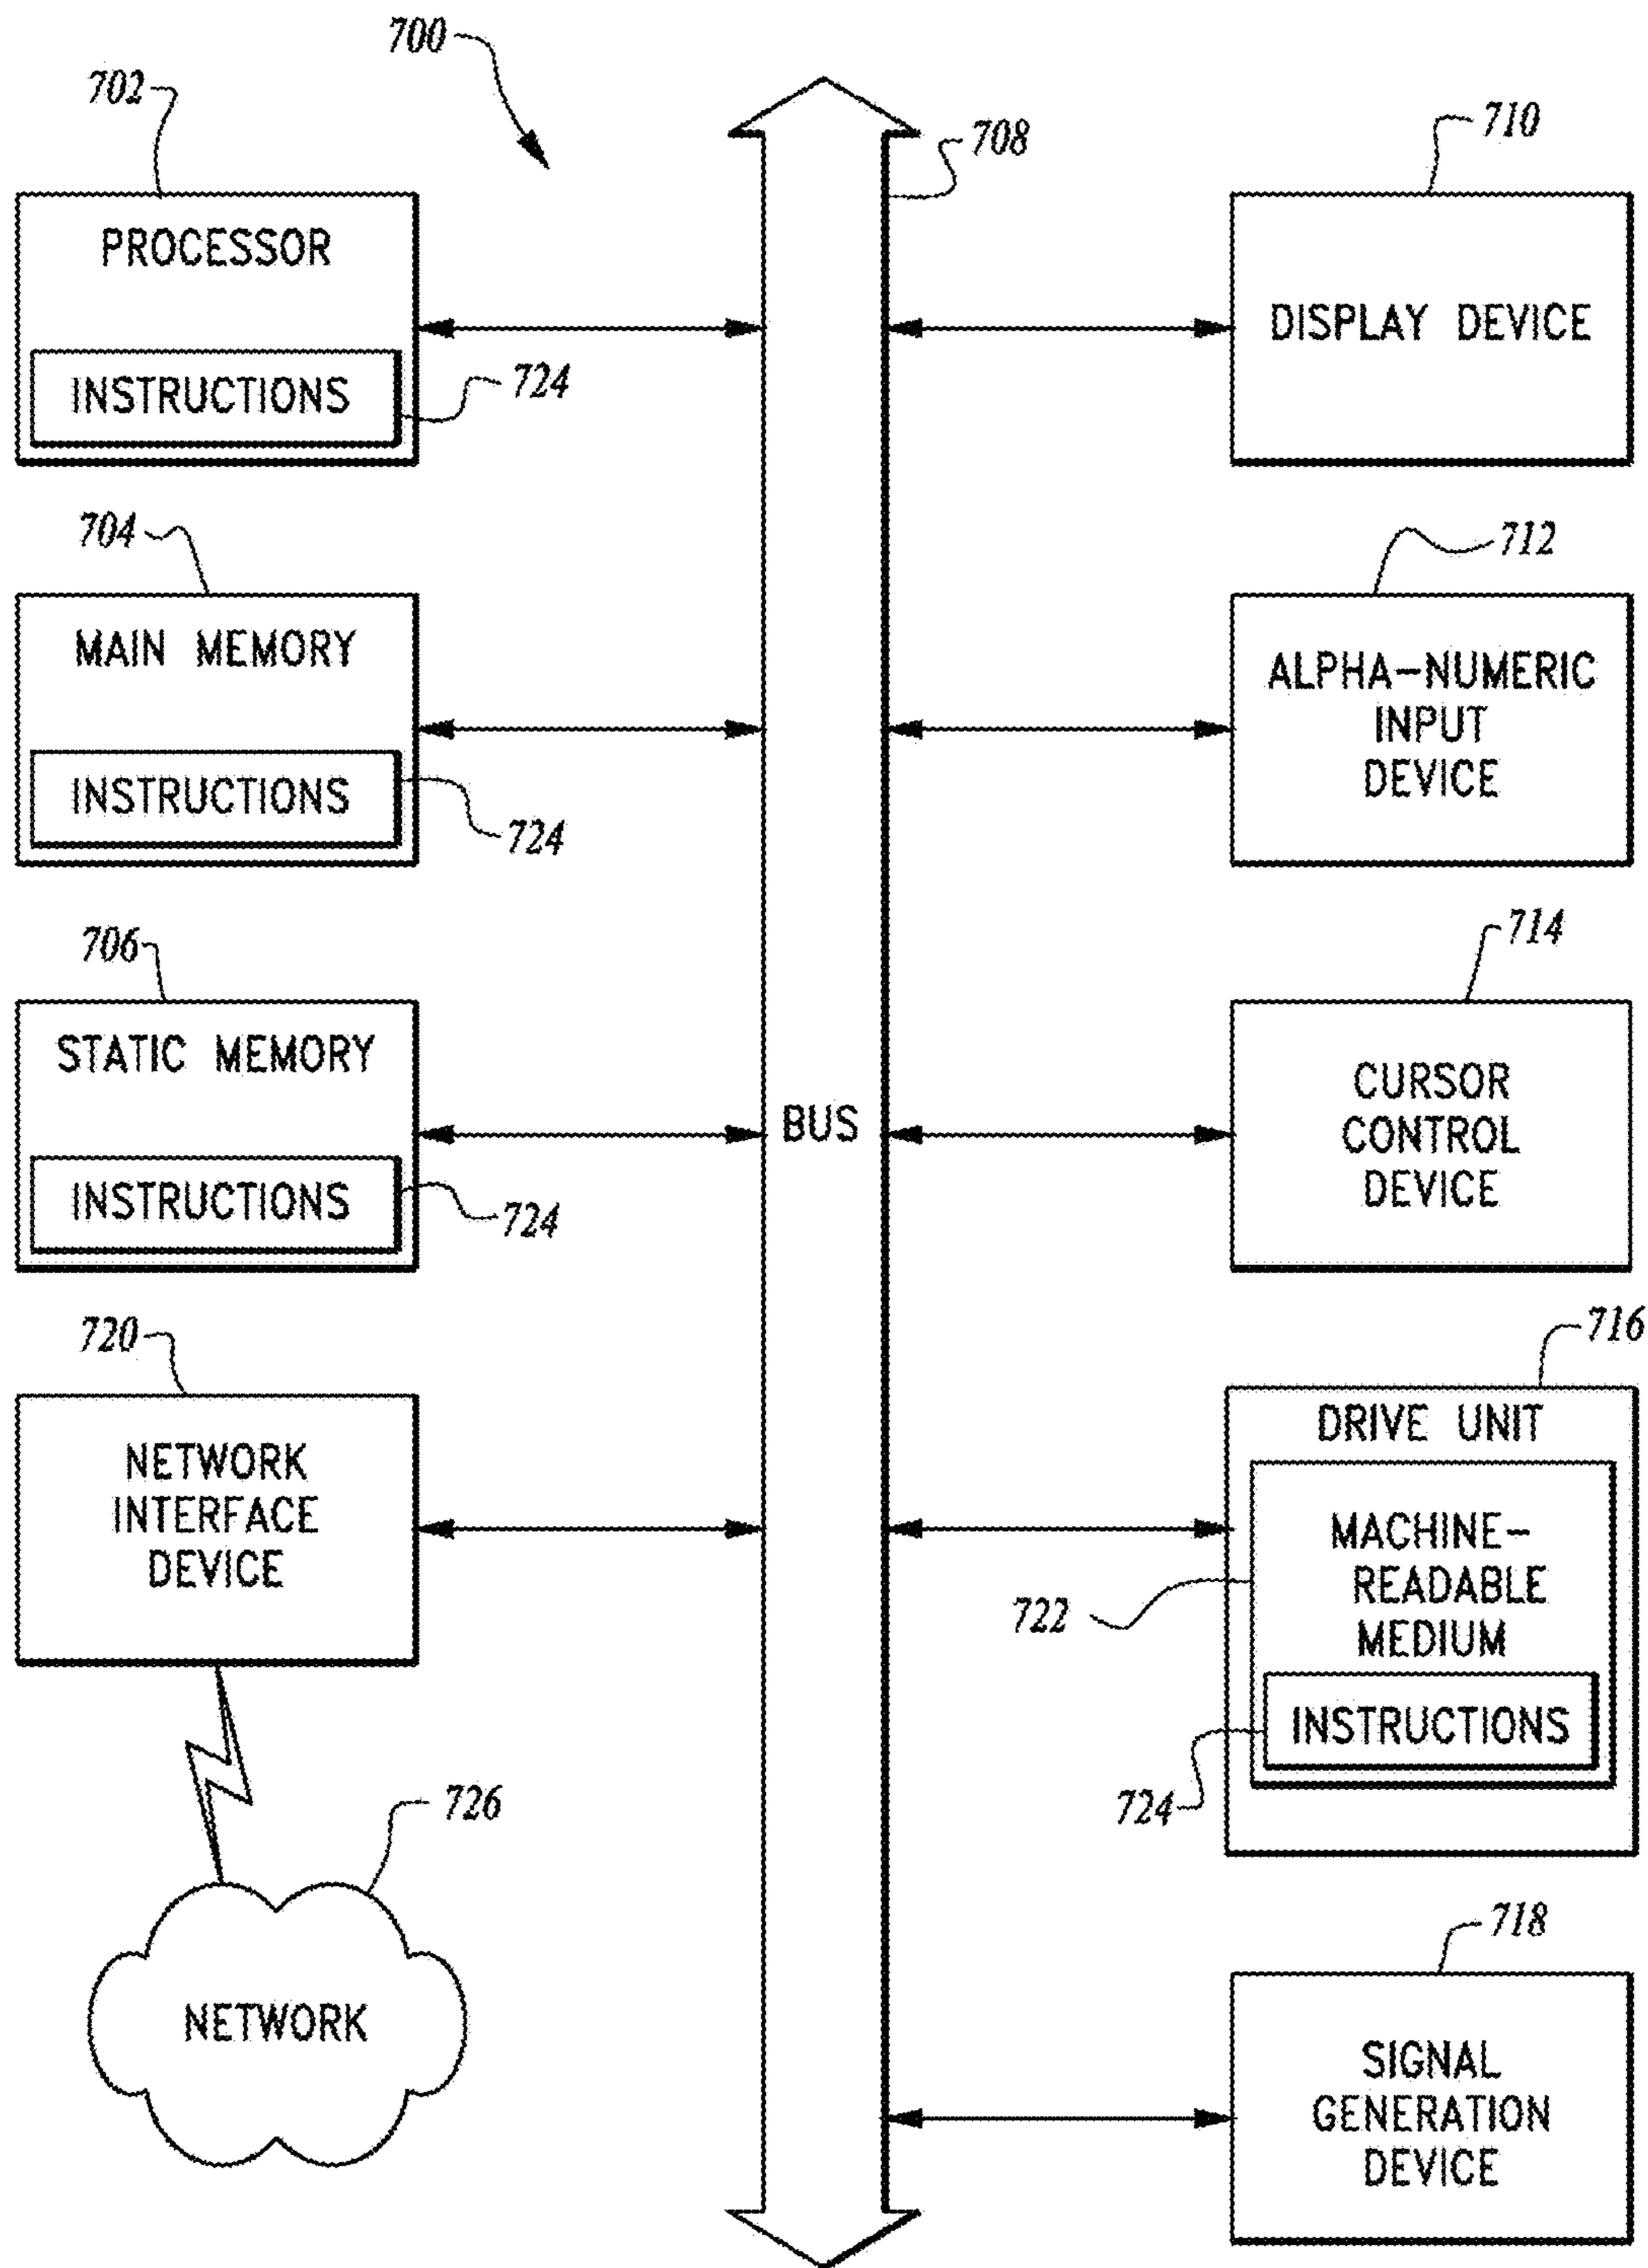 700
702
708
710
PROCESSOR
INSTRUCTIONS
724
DISPLAY DEVICE
704
712
MAIN MEMORY
INSTRUCTIONS
724
ALPHA-NUMERIC
INPUT
DEVICE
706
714
STATIC MEMORY
INSTRUCTIONS
724
BUS
CURSOR
CONTROL
DEVICE
720
716
NETWORK
INTERFACE
DEVICE
DRIVE UNIT
MACHINE-
READABLE
MEDIUM
722
INSTRUCTIONS
724
726
NETWORK
718
SIGNAL
GENERATION
DEVICE